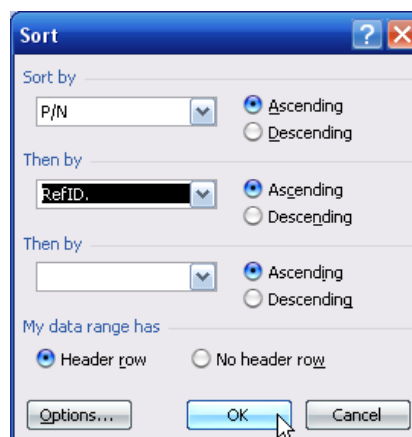 Sort
Sort by
P/N
Ascending
Descending
Then by
RefID.
Ascending
Descending
Then by
Ascending
Descending
My data range has
Header row
No header row
Options...
OK
Cancel